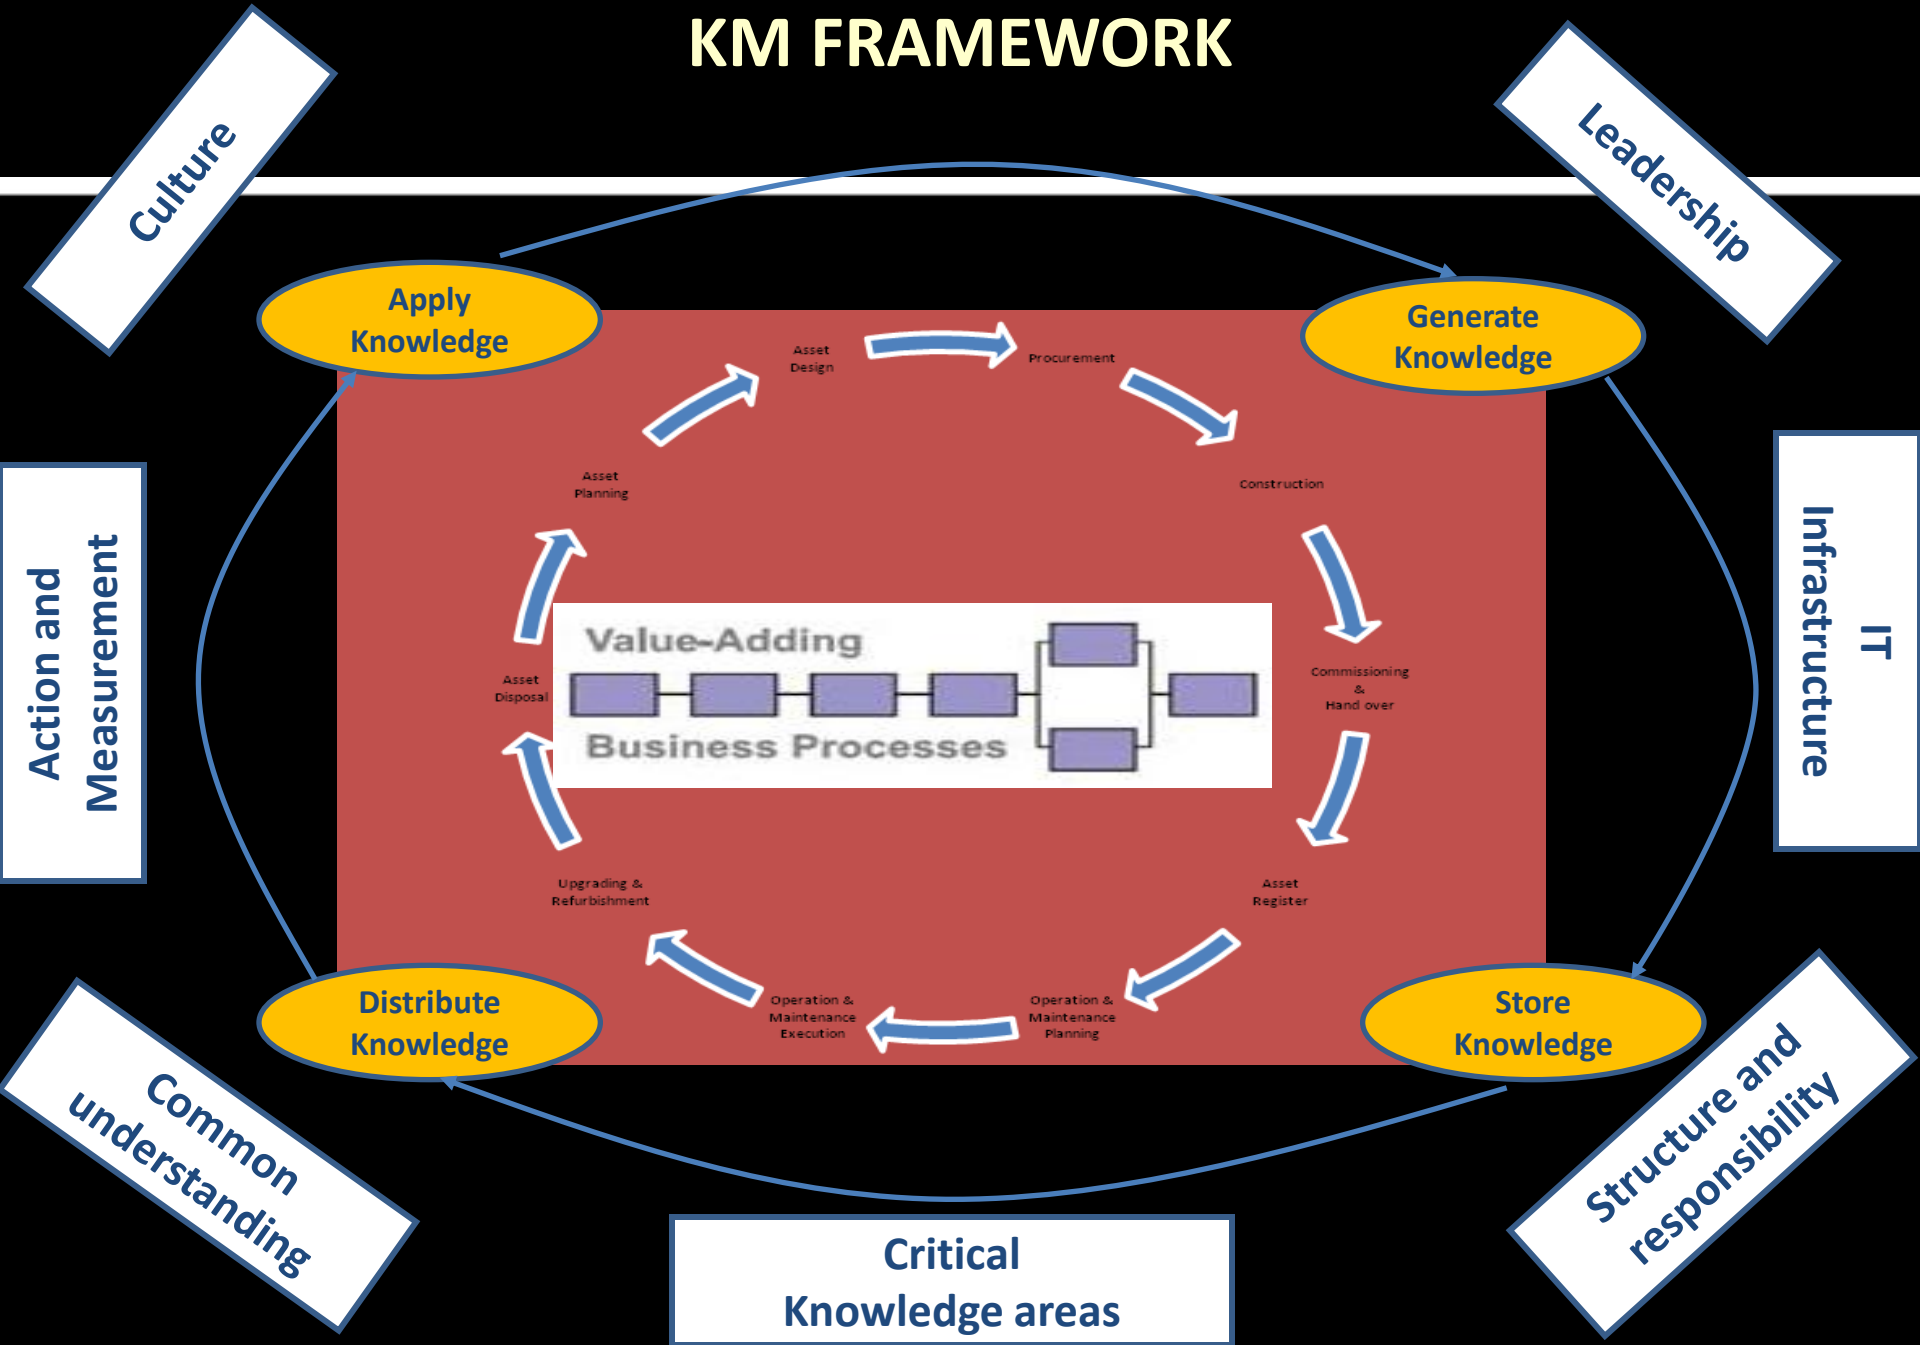 KM FRAMEWORK
Culture
Leadership
Apply
Knowledge
Generate
Knowledge
Asset
Design
Procurement
Asset
Planning
Construction
Action and
Measurement
IT
Infrastructure
Value-Adding
Business Processes
Asset
Disposal
Commissioning
&
Hand over
Upgrading &
Refurbishment
Asset
Register
Operation &
Maintenance
Execution
Operation &
Maintenance
Planning
Distribute
Knowledge
Store
Knowledge
Common
understanding
Structure and
responsibility
Critical
Knowledge areas